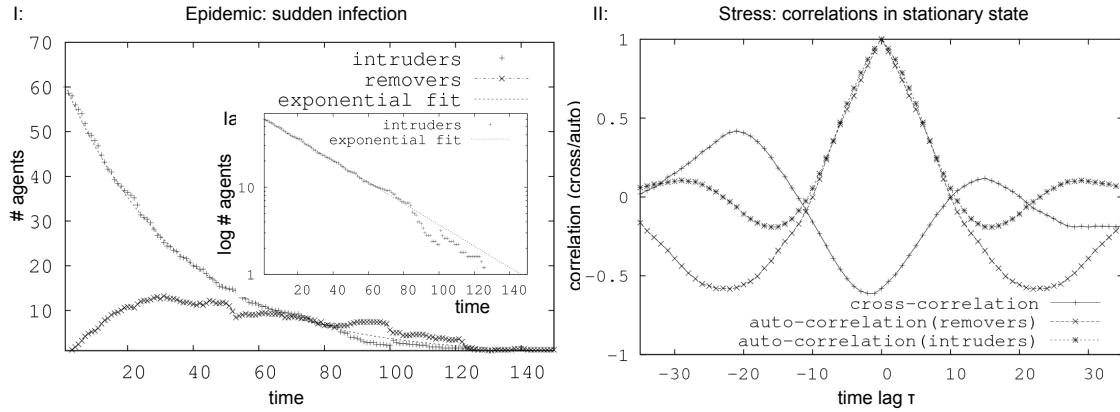 I:
Epidemic: sudden infection
70
60
50
40
30
20
10
# agents
intruders
removers
exponential fit
la
intruders
exponential fit
10
1
log # agents
20 40 60 80 100 120 140
time
20 40 60 80 100 120 140
time
II:
Stress: correlations in stationary state
1
0.5
0
-0.5
-1
correlation (cross/auto)
cross-correlation
auto-correlation(removers)
auto-correlation(intruders)
-30 -20 -10 0 10 20 30
time lag τ